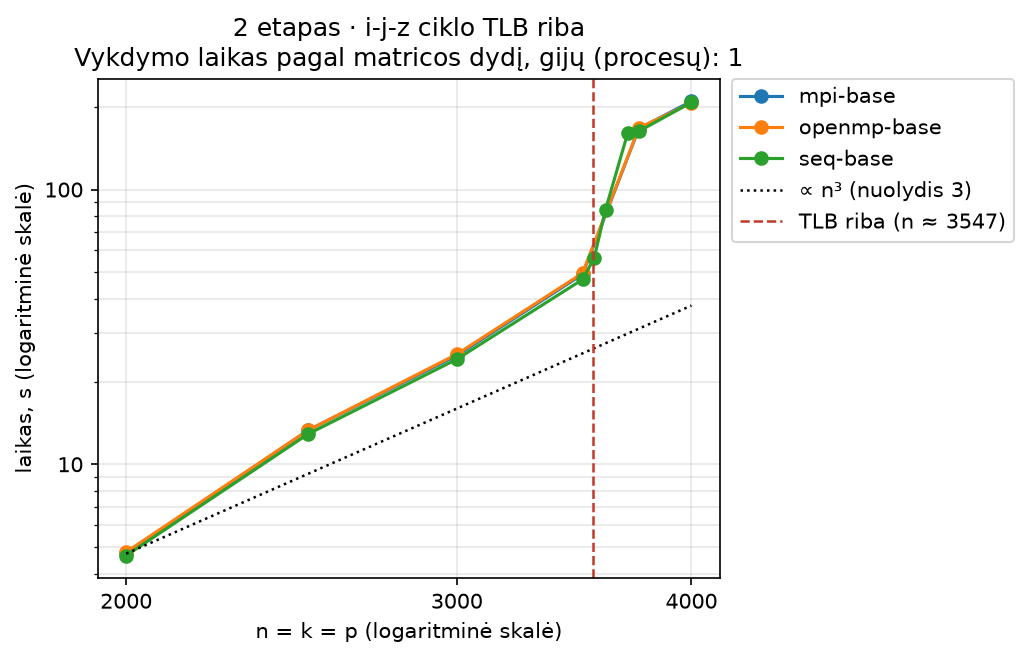 2 etapas · i-j-z ciklo TLB riba
Vykdymo laikas pagal matricos dydį, gijų (procesų): 1
mpi-base
openmp-base
seq-base
∝ n³ (nuolydis 3)
TLB riba (n ≈ 3547)
laikas, s (logaritminė skalė)
100
10
2000
3000
4000
n = k = p (logaritminė skalė)